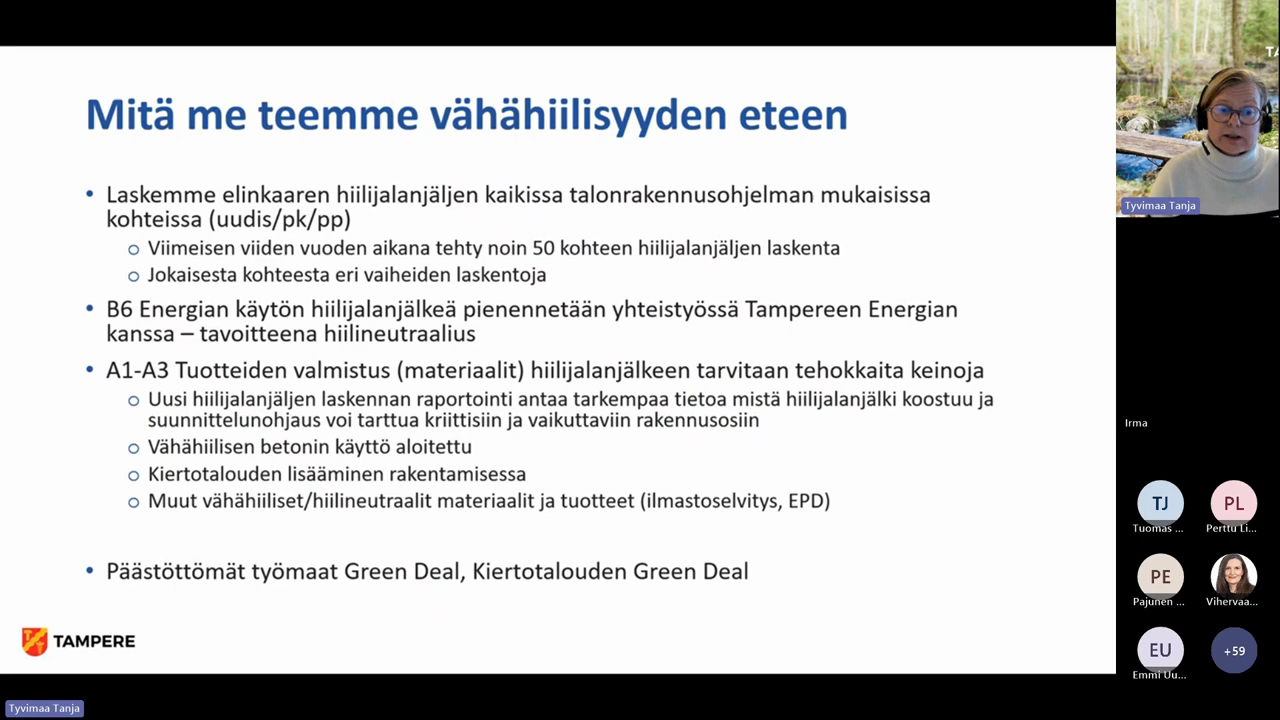 Mitä me teemme vähähiilisyyden eteen
• Laskemme elinkaaren hiilijalanjäljen kaikissa talonrakennusohjelman mukaisissa
kohteissa (uudis/pk/pp)
o Viimeisen viiden vuoden aikana tehty noin 50 kohteen hiilijalanjäljen laskenta
o Jokaisesta kohteesta eri vaiheiden laskentoja
• B6 Energian käytön hiilijalanjälkeä pienennetään yhteistyössä Tampereen Energian
kanssa – tavoitteena hiilineutraalius
• A1-A3 Tuotteiden valmistus (materiaalit) hiilijalanjälkeen tarvitaan tehokkaita keinoja
o Uusi hiilijalanjäljen laskennan raportointi antaa tarkempaa tietoa mistä hiilijalanjälki koostuu ja
suunnittelunohjaus voi tarttua kriittisiin ja vaikuttaviin rakennusosiin
o Vähähiilisen betonin käyttö aloitettu
o Kiertotalouden lisääminen rakentamisessa
o Muut vähähiiliset/hiilineutraalit materiaalit ja tuotteet (ilmastoselvitys, EPD)
• Päästöttömät työmaat Green Deal, Kiertotalouden Green Deal
TAMPERE
Tyvimaa Tanja
TA
Tyvimaa Tanja
Irma
TJ
PL
Tuomas ...
Perttu Li...
PE
Pajunen ...
Vihervaa...
EU
+59
Emmi Uu...